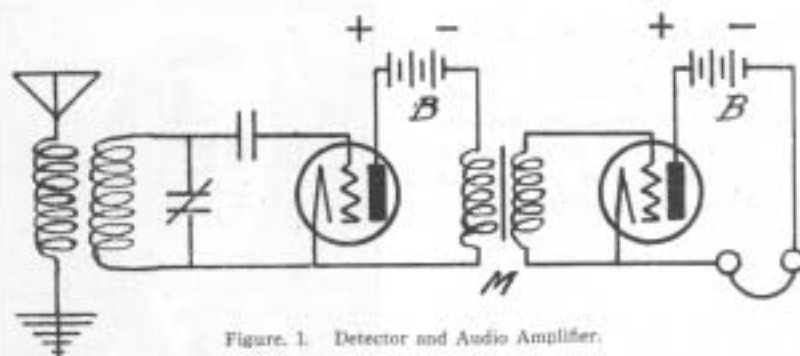 + - + -
B B
M
Figure. 1. Detector and Audio Amplifier.